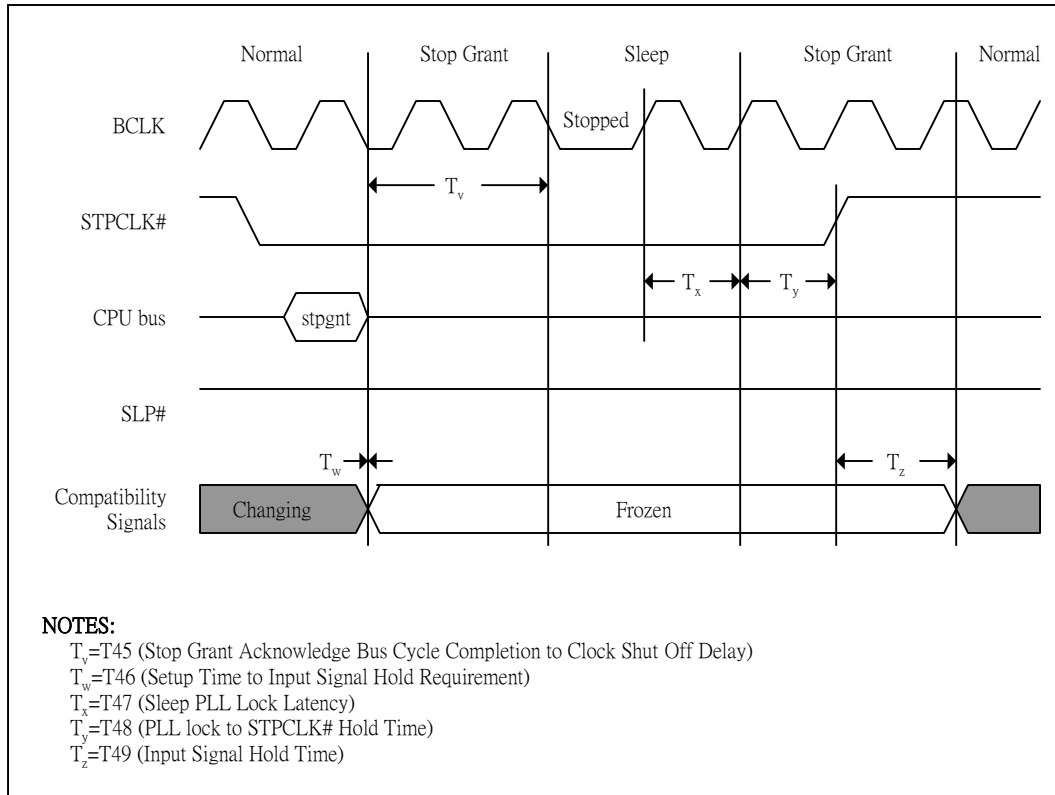 Normal Stop Grant Sleep Stop Grant Normal
BCLK
Stopped
Tv
STPCLK#
Tx Ty
CPU bus
stpgnt
SLP#
Tw
Tz
Compatibility
Signals
Changing
Frozen
NOTES:
Tv=T45 (Stop Grant Acknowledge Bus Cycle Completion to Clock Shut Off Delay)
Tw=T46 (Setup Time to Input Signal Hold Requirement)
Tx=T47 (Sleep PLL Lock Latency)
Ty=T48 (PLL lock to STPCLK# Hold Time)
Tz=T49 (Input Signal Hold Time)